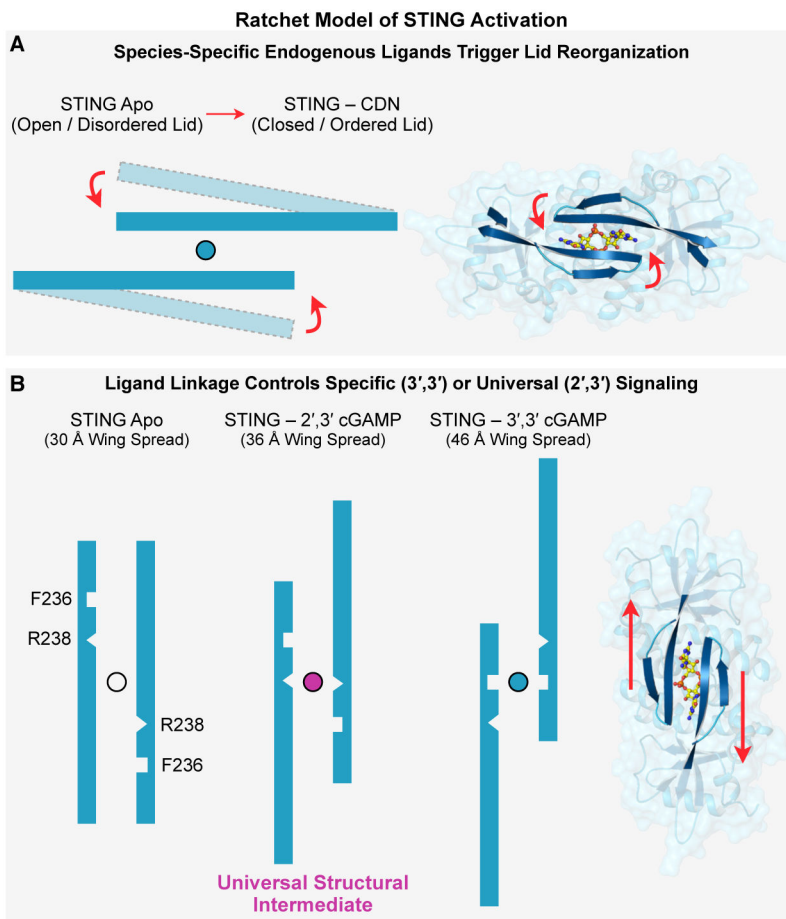 Ratchet Model of STING Activation
A
Species-Specific Endogenous Ligands Trigger Lid Reorganization
STING Apo
(Open / Disordered Lid)
STING – CDN
(Closed / Ordered Lid)
B
Ligand Linkage Controls Specific (3′,3′) or Universal (2′,3′) Signaling
STING Apo
(30 Å Wing Spread)
STING – 2′,3′ cGAMP
(36 Å Wing Spread)
STING – 3′,3′ cGAMP
(46 Å Wing Spread)
F236
R238
R238
F236
Universal Structural
Intermediate